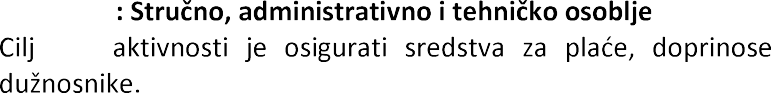 : Stručno, administrativno i tehničko osoblje
Cilj aktivnosti je osigurati sredstva za plaće, doprinose
dužnosnike.